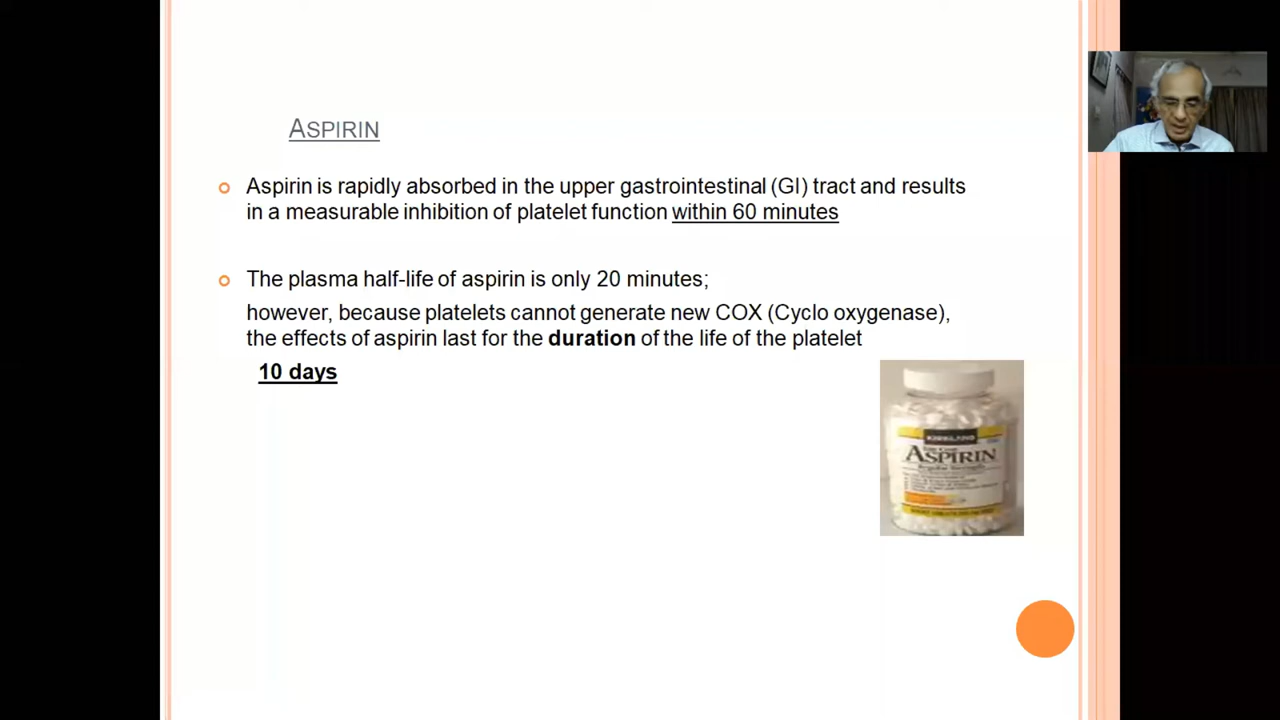 ASPIRIN
Aspirin is rapidly absorbed in the upper gastrointestinal (GI) tract and results
in a measurable inhibition of platelet function within 60 minutes
The plasma half-life of aspirin is only 20 minutes;
however, because platelets cannot generate new COX (Cyclo oxygenase),
the effects of aspirin last for the duration of the life of the platelet
10 days
KIRKLAND
ASPIRIN